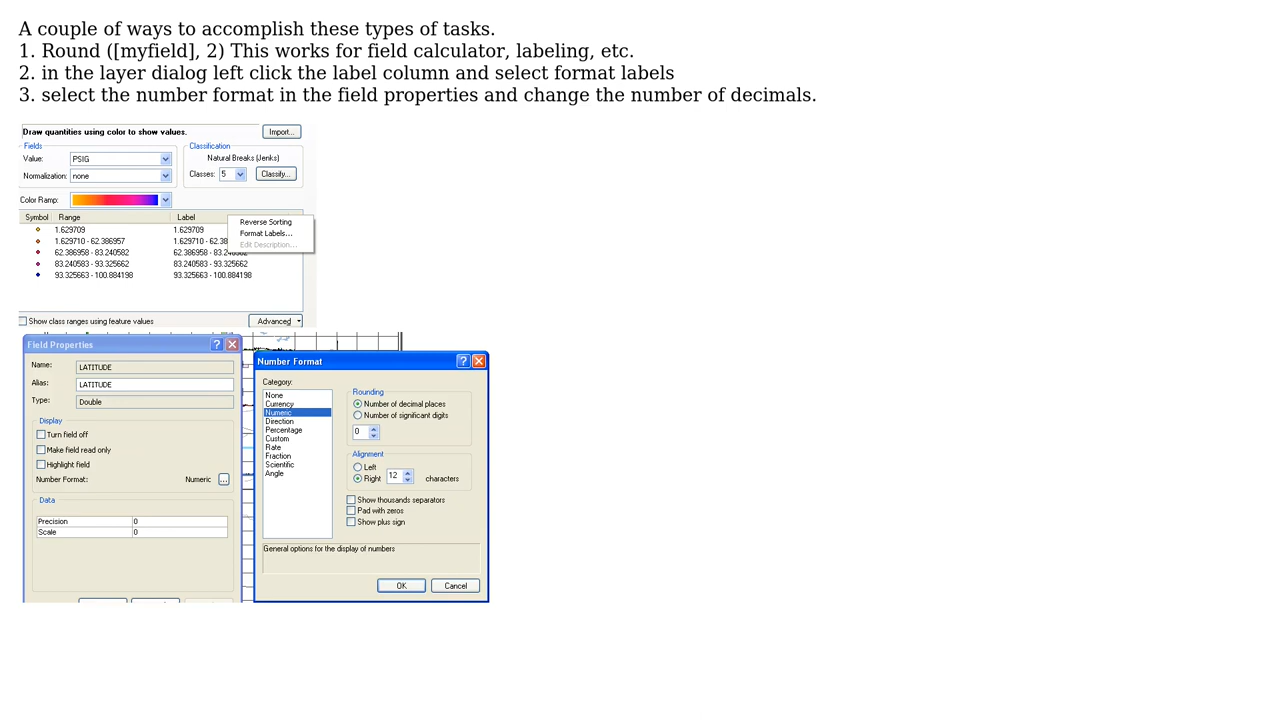 A couple of ways to accomplish these types of tasks.
1. Round ([myfield], 2) This works for field calculator, labeling, etc.
2. in the layer dialog left click the label column and select format labels
3. select the number format in the field properties and change the number of decimals.
Draw quantities using color to show values. Import...
Fields Classification
Value: PSIG Natural Breaks (Jenks)
Normalization: none Classes: 5 Classify...
Color Ramp:
Symbol Range Label
1.629709 1.629709
1.629710 - 62.386957 1.629710 - 62.38
62.386958 - 83.240582 62.386958 - 83.240582
83.240583 - 93.325662 83.240583 - 93.325662
93.325663 - 100.884198 93.325663 - 100.884198
Reverse Sorting
Format Labels...
Edit Description...
Show class ranges using feature values Advanced
Field Properties
Name: LATITUDE
Alias: LATITUDE
Type: Double
Display
Turn field off
Make field read only
Highlight field
Number Format: Numeric ...
Data
Precision 0
Scale 0
Number Format
Category:
None
Currency
Numeric
Direction
Percentage
Custom
Rate
Fraction
Scientific
Angle
Rounding
Number of decimal places
Number of significant digits
0
Alignment
Left
Right 12 characters
Show thousands separators
Pad with zeros
Show plus sign
General options for the display of numbers
OK Cancel